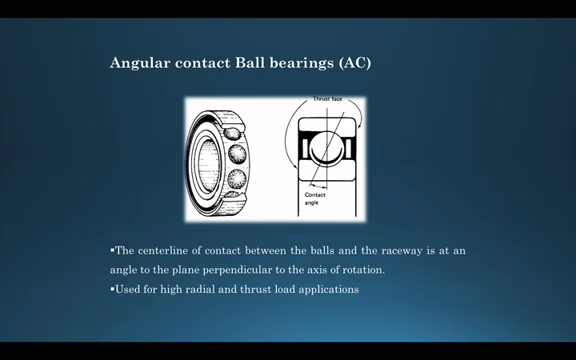 Angular contact Ball bearings (AC)
Thrust face
Contact
angle
▪The centerline of contact between the balls and the raceway is at an
angle to the plane perpendicular to the axis of rotation.
▪Used for high radial and thrust load applications